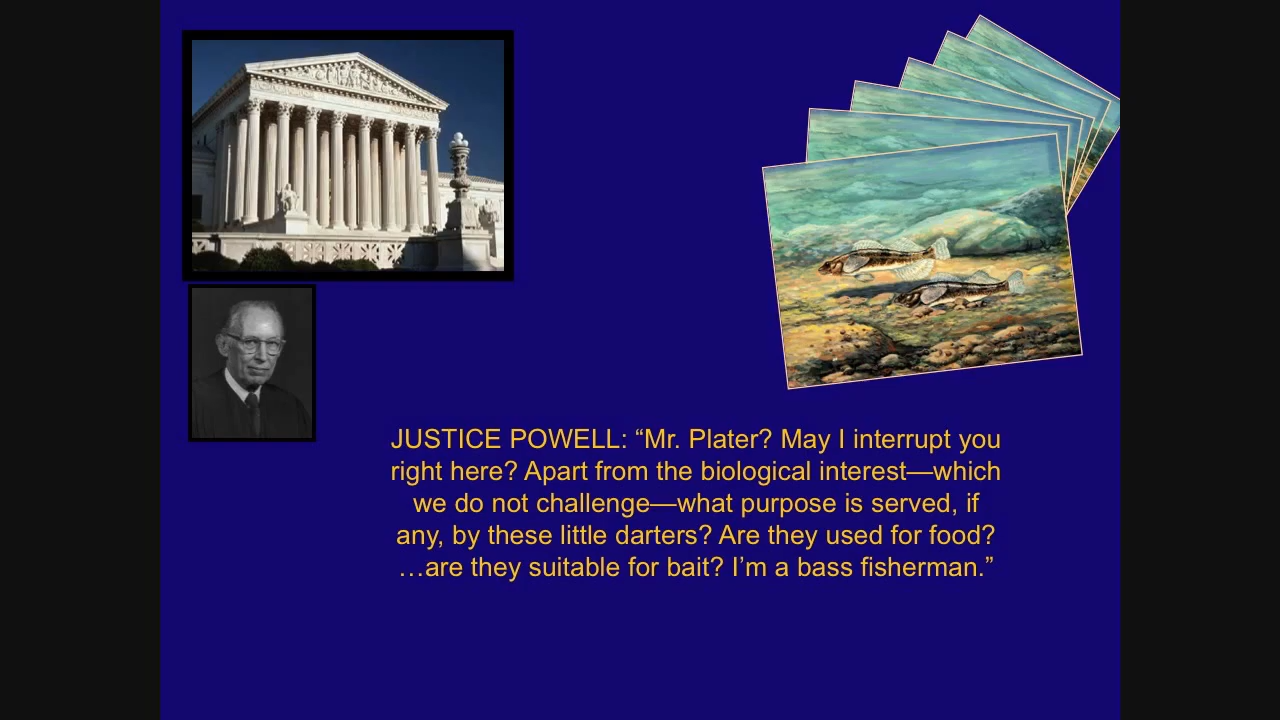 JUSTICE POWELL: “Mr. Plater? May I interrupt you
right here? Apart from the biological interest—which
we do not challenge—what purpose is served, if
any, by these little darters? Are they used for food?
…are they suitable for bait? I’m a bass fisherman.”